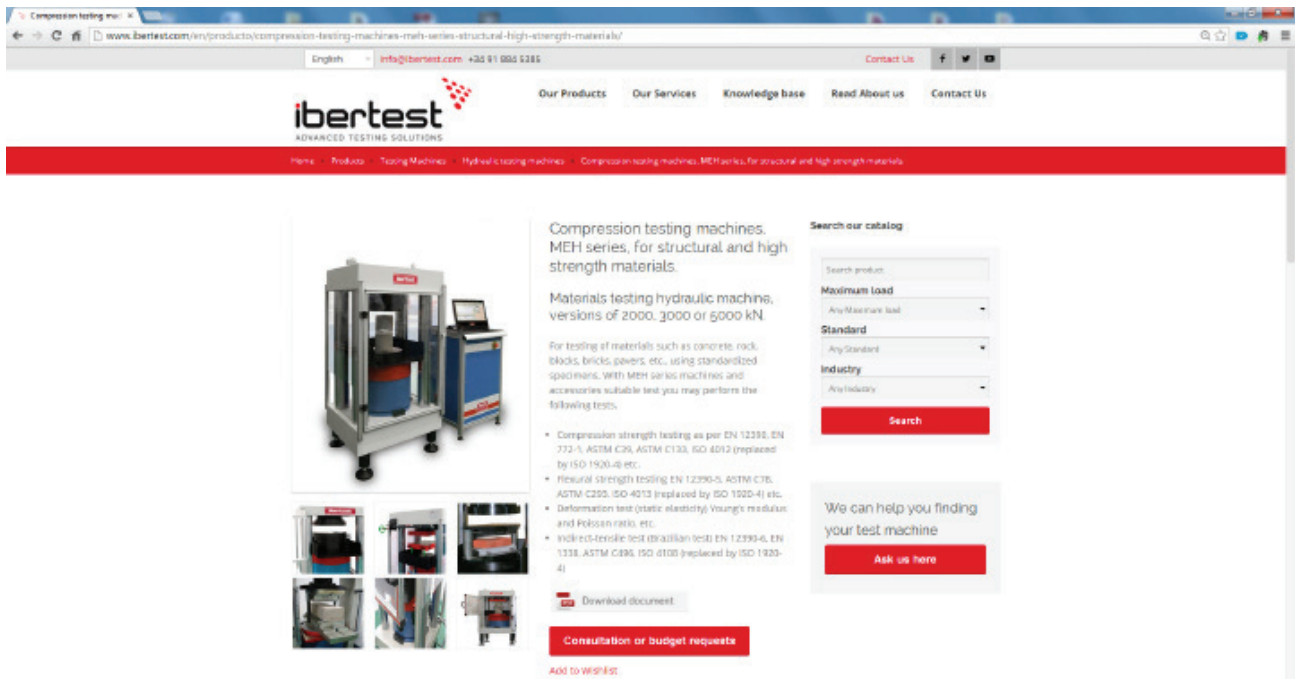 Compression testing mac
www.ibertest.com/en/producto/compression-testing-machines-meh-series-structural-high-strength-materials/
English info@ibertest.com +34 91 884 5385 Contact Us
ibertest
ADVANCED TESTING SOLUTIONS
Our Products Our Services Knowledge base Read About us Contact Us
Home Products Testing Machines Hydraulic testing machines Compression testing machines, MEH series, for structural and high strength materials.
Compression testing machines,
MEH series, for structural and high
strength materials.
Materials testing hydraulic machine,
versions of 2000, 3000 or 5000 kN.
For testing of materials such as concrete, rock,
blocks, bricks, pavers, etc., using standardized
specimens. With MEH series machines and
accessories suitable test you may perform the
following tests.
• Compression strength testing as per EN 12390, EN
772-1, ASTM C39, ASTM C133, ISO 4012 (replaced
by ISO 1920-4) etc.
• Flexural strength testing EN 12390-5, ASTM C78,
ASTM C293, ISO 4013 (replaced by ISO 1920-4) etc.
• Deformation test (static elasticity) Young's modulus
and Poisson ratio, etc.
• Indirect-tensile test (Brazilian test) EN 12390-6, EN
1338, ASTM C496, ISO 4108 (replaced by ISO 1920-
4)
Download document
Consultation or budget requests
Add to Wishlist
Search our catalog
Search product
Maximum load
Any Maximum load
Standard
Any Standard
Industry
Any Industry
Search
We can help you finding
your test machine
Ask us here